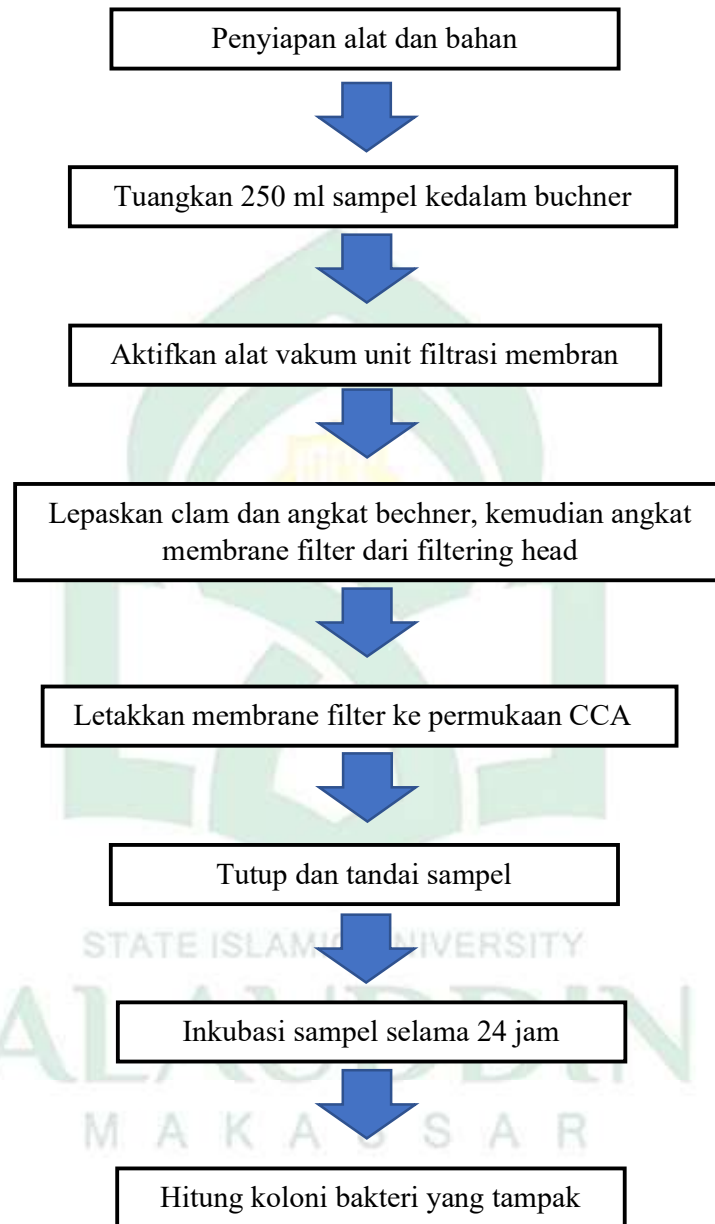 Penyiapan alat dan bahan
Tuangkan 250 ml sampel kedalam buchner
Aktifkan alat vakum unit filtrasi membran
Lepaskan clam dan angkat bechner, kemudian angkat
membrane filter dari filtering head
Letakkan membrane filter ke permukaan CCA
Tutup dan tandai sampel
STATE ISLAMIC UNIVERSITY
Inkubasi sampel selama 24 jam
ALAUDDIN
MAKASSAR
Hitung koloni bakteri yang tampak